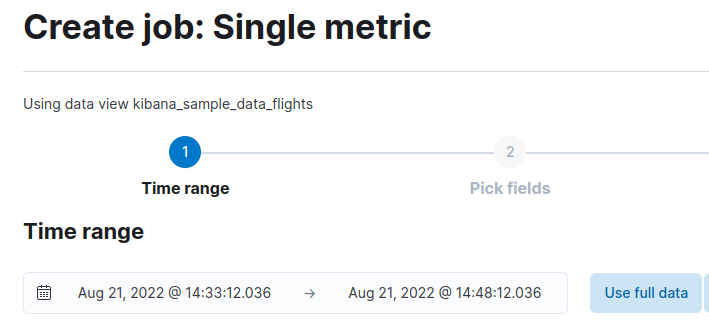 Create job: Single metric
Using data view kibana_sample_data_flights
1 2
Time range Pick fields
Time range
Aug 21, 2022 @ 14:33:12.036 → Aug 21, 2022 @ 14:48:12.036 Use full data